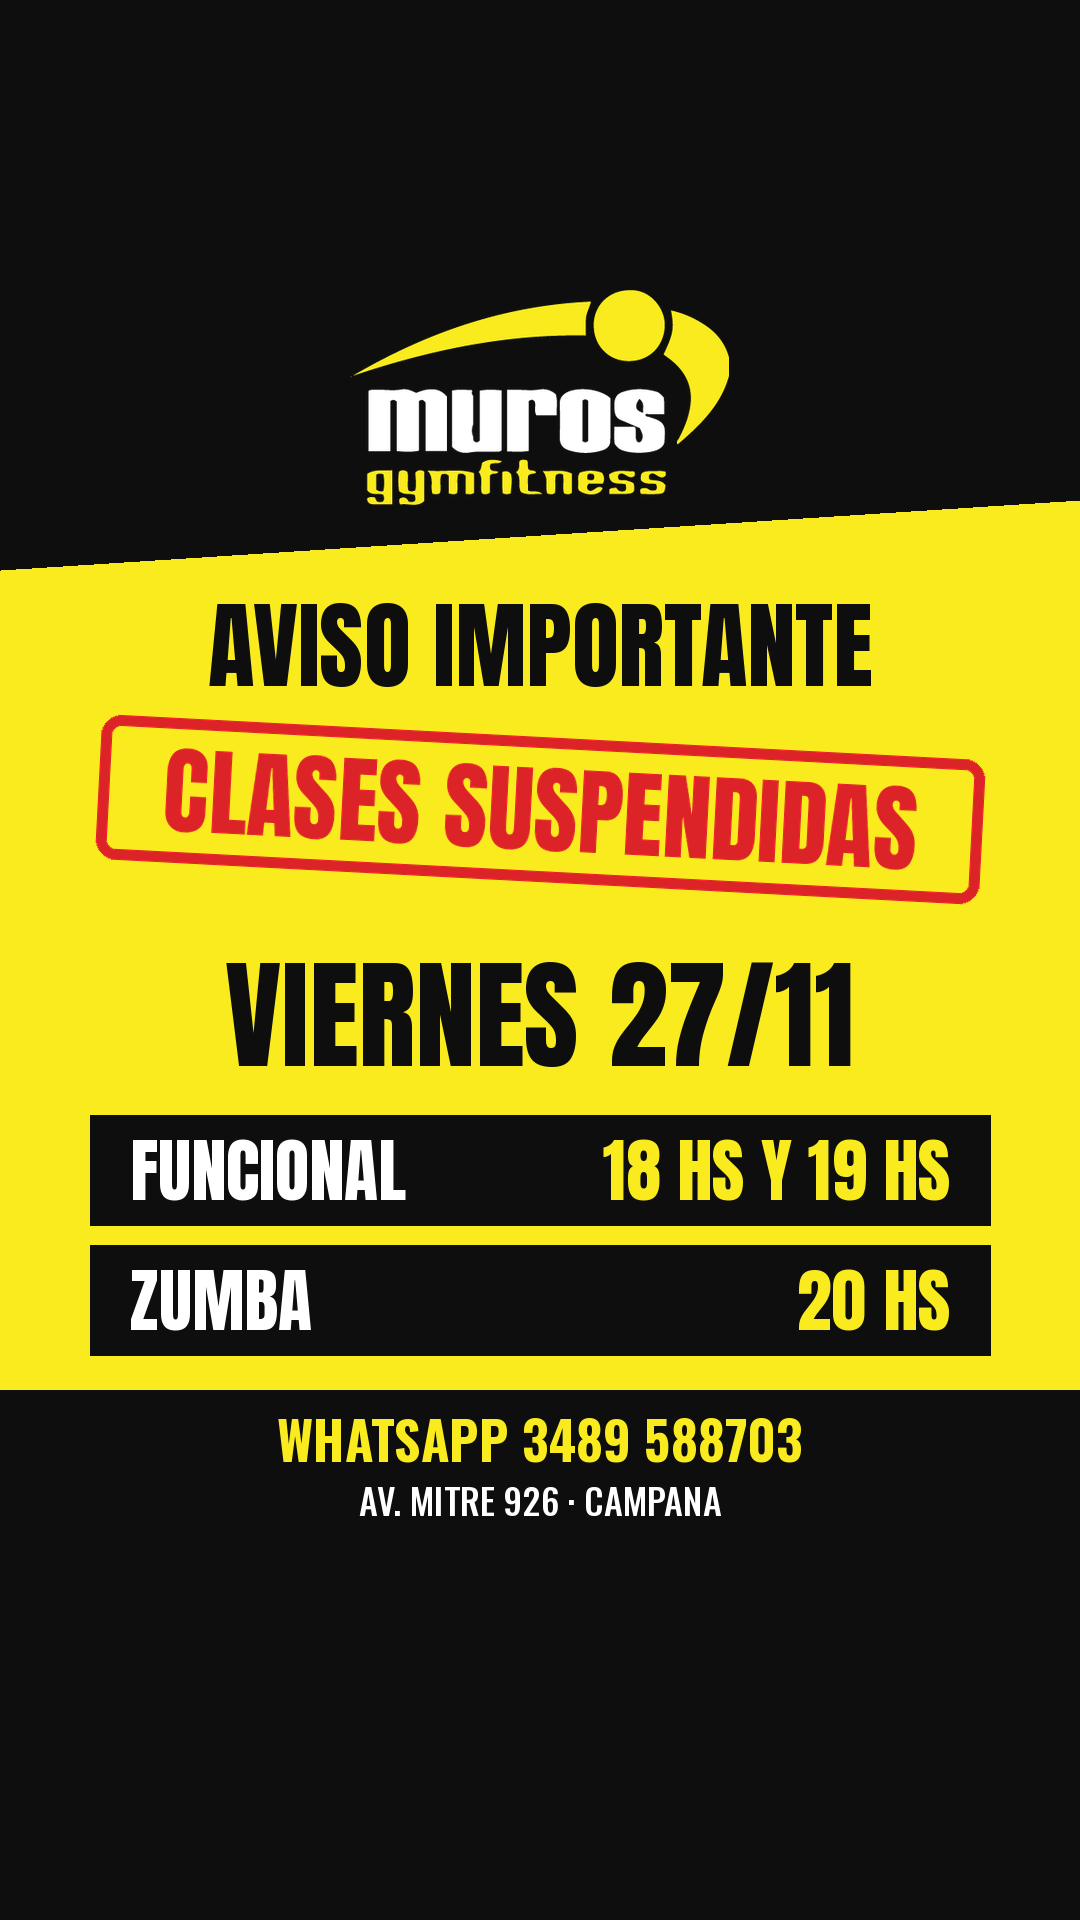 muros
gymfitness
AVISO IMPORTANTE
CLASES SUSPENDIDAS
VIERNES 27/11
FUNCIONAL 18 HS Y 19 HS
ZUMBA 20 HS
WHATSAPP 3489 588703
AV. MITRE 926 · CAMPANA